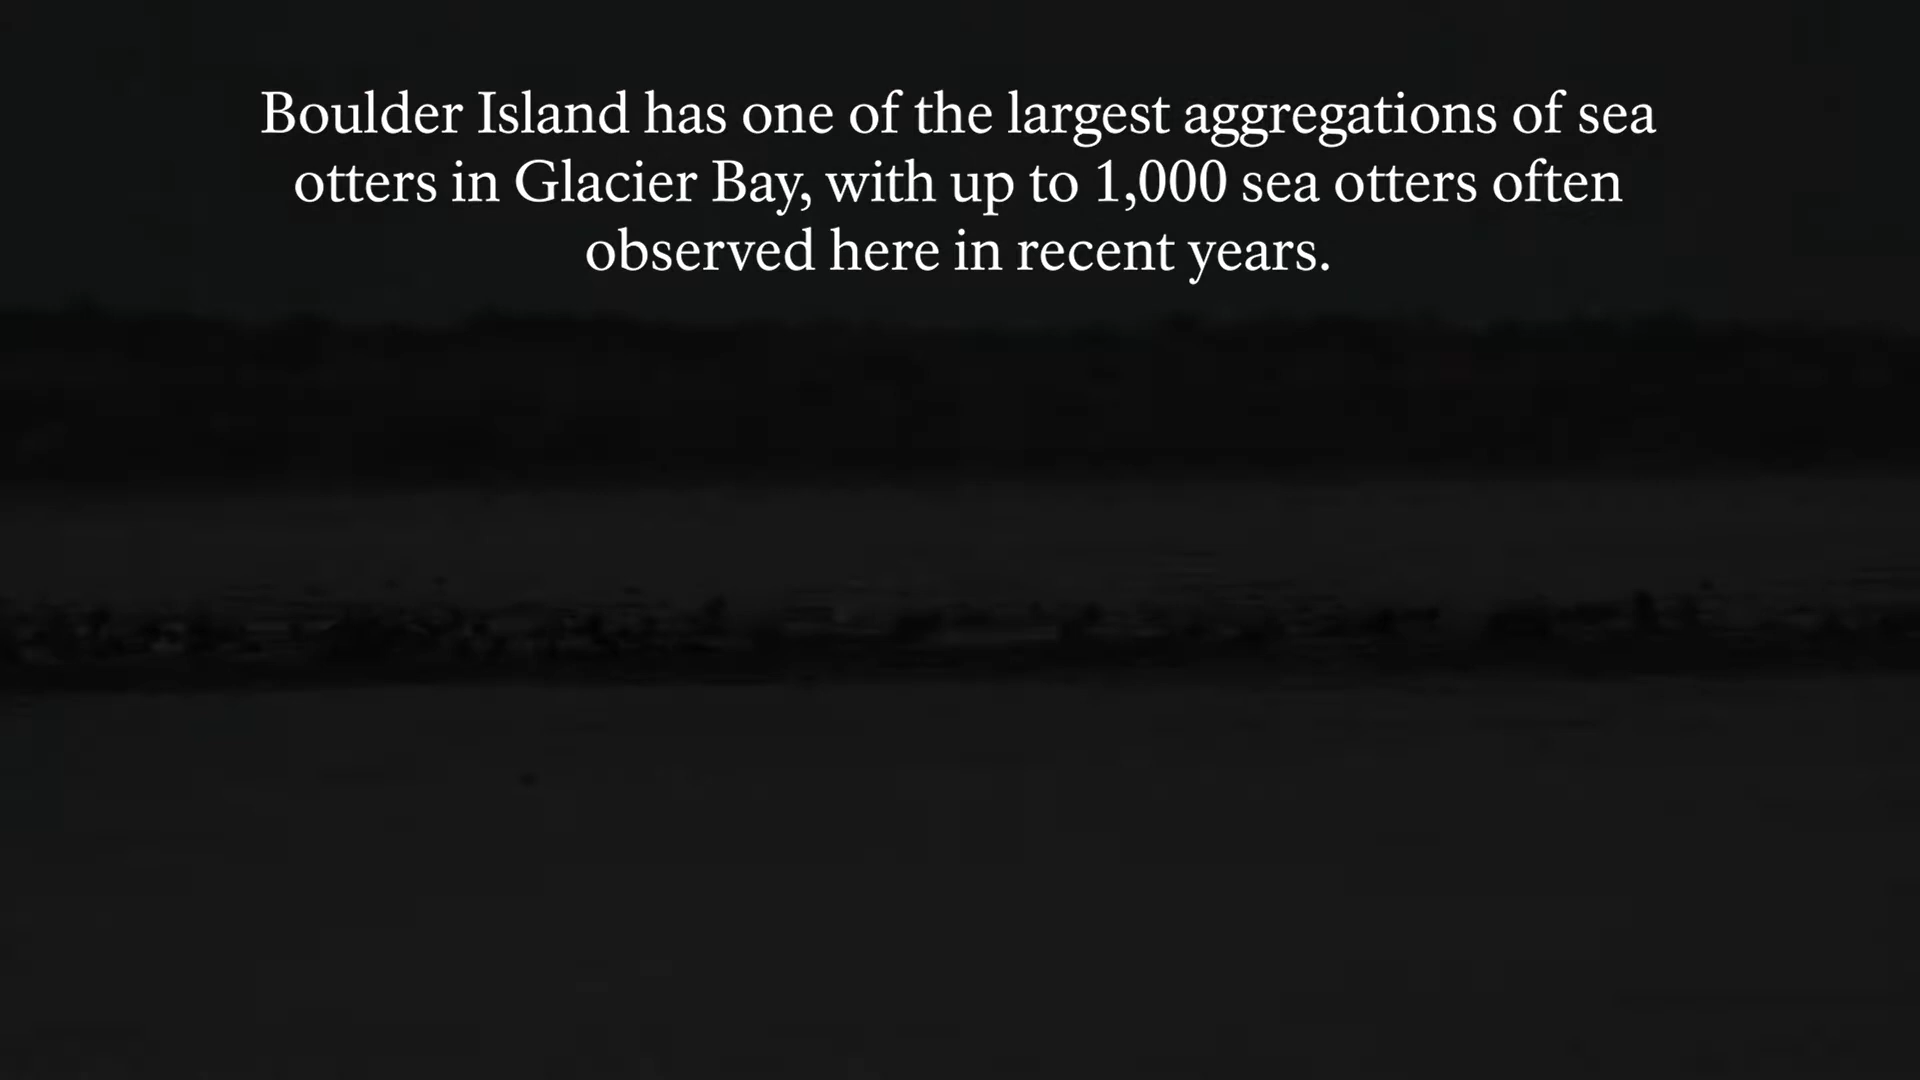 Boulder Island has one of the largest aggregations of sea
otters in Glacier Bay, with up to 1,000 sea otters often
observed here in recent years.